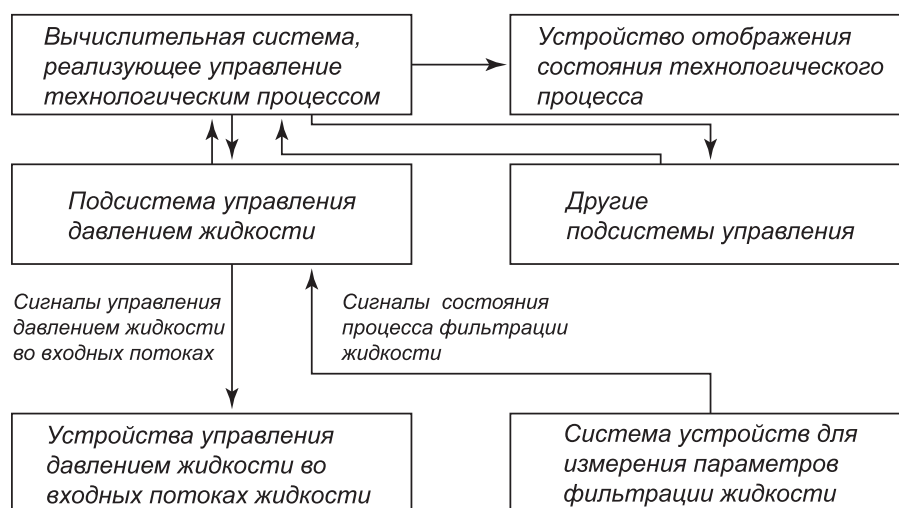 Вычислительная система,
реализующее управление
технологическим процессом
Устройство отображения
состояния технологического
процесса
Подсистема управления
давлением жидкости
Другие
подсистемы управления
Сигналы управления
давлением жидкости
во входных потоках
Сигналы состояния
процесса фильтрации
жидкости
Устройства управления
давлением жидкости во
входных потоках жидкости
Система устройств для
измерения параметров
фильтрации жидкости